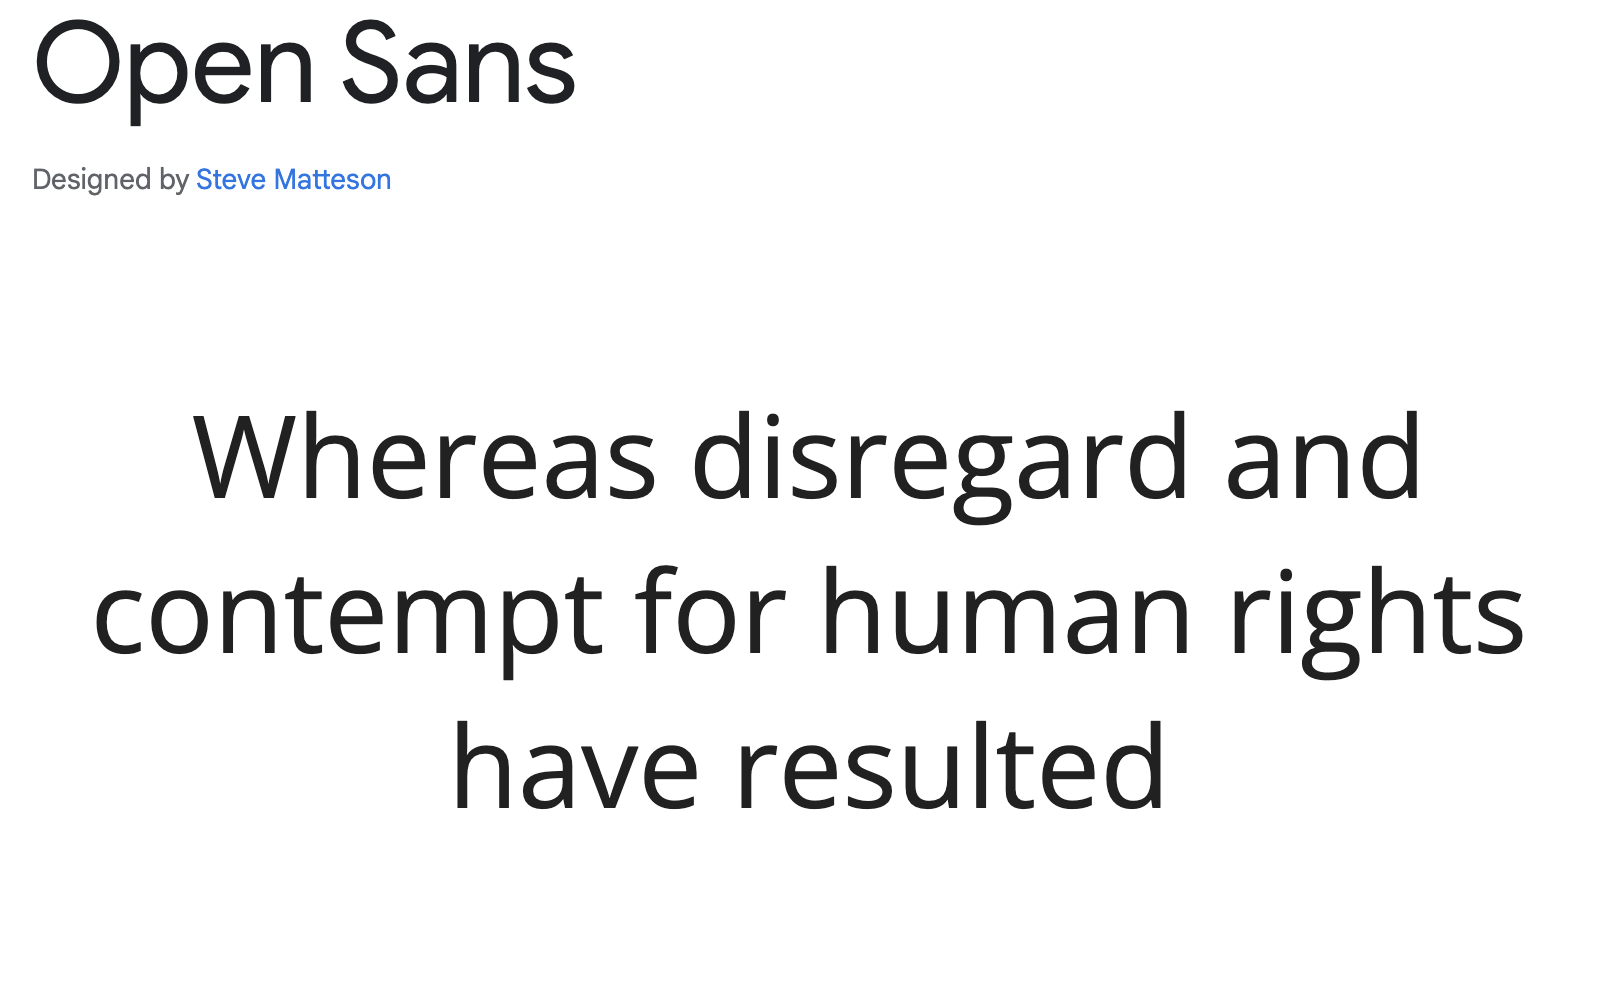 Open Sans
Designed by Steve Matteson
Whereas disregard and
contempt for human rights
have resulted